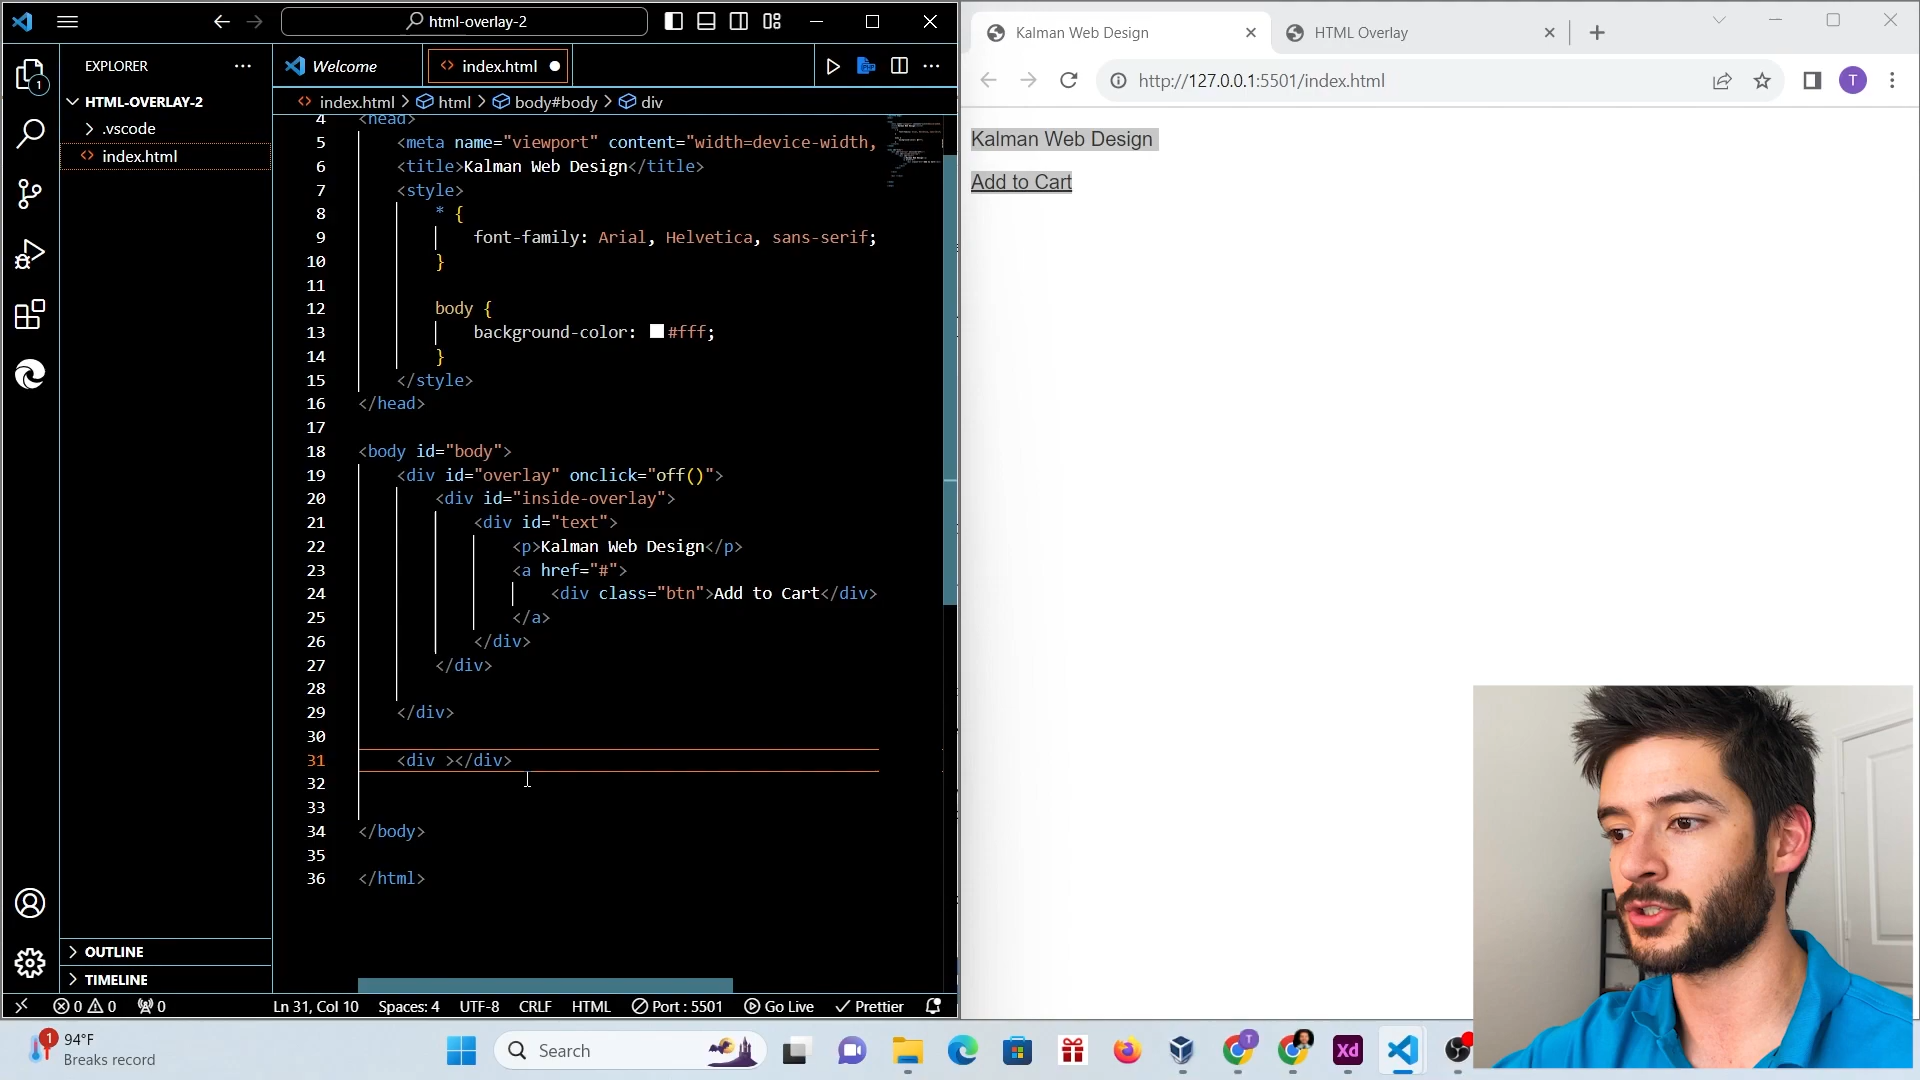 html-overlay-2
EXPLORER
Welcome
index.html
HTML-OVERLAY-2
.vscode
index.html
1
index.html > html > body#body > div
4 <head>
5 <meta name="viewport" content="width=device-width,
6 <title>Kalman Web Design</title>
7 <style>
8 * {
9 font-family: Arial, Helvetica, sans-serif;
10 }
11
12 body {
13 background-color: #fff;
14 }
15 </style>
16 </head>
17
18 <body id="body">
19 <div id="overlay" onclick="off()">
20 <div id="inside-overlay">
21 <div id="text">
22 <p>Kalman Web Design</p>
23 <a href="#">
24 <div class="btn">Add to Cart</div>
25 </a>
26 </div>
27 </div>
28
29 </div>
30
31 <div ></div>
32
33
34 </body>
35
36 </html>
OUTLINE
TIMELINE
0 0 0
Ln 31, Col 10 Spaces: 4 UTF-8 CRLF HTML Port : 5501 Go Live Prettier
Kalman Web Design
HTML Overlay
http://127.0.0.1:5501/index.html
T
Kalman Web Design
Add to Cart
1
94°F
Breaks record
Search
T
Xd